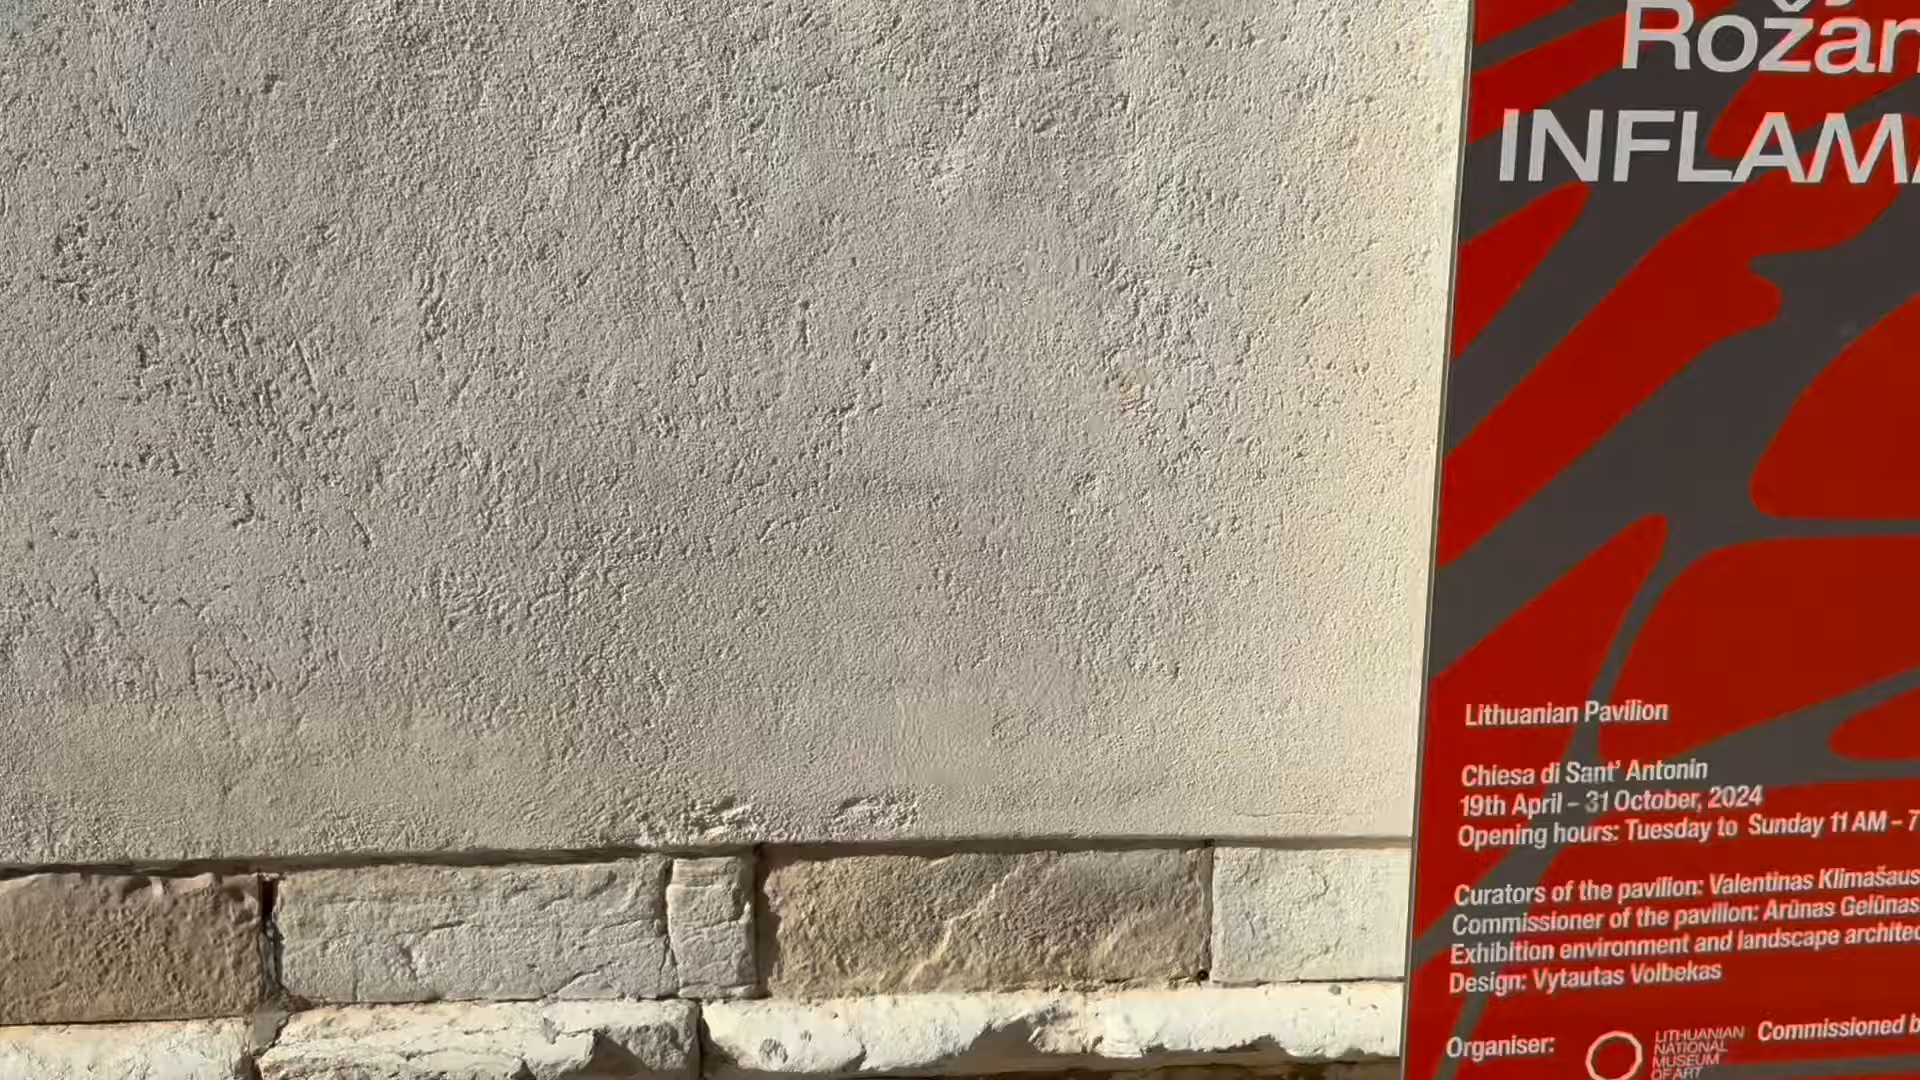 Rožan
INFLAMA
Lithuanian Pavilion
Chiesa di Sant' Antonin
19th April – 31 October, 2024
Opening hours: Tuesday to Sunday 11 AM – 7
Curators of the pavilion: Valentinas Klimašaus
Commissioner of the pavilion: Arūnas Gelūnas
Exhibition environment and landscape architec
Design: Vytautas Volbekas
Organiser:
LITHUANIAN
NATIONAL
MUSEUM
OF ART
Commissioned b